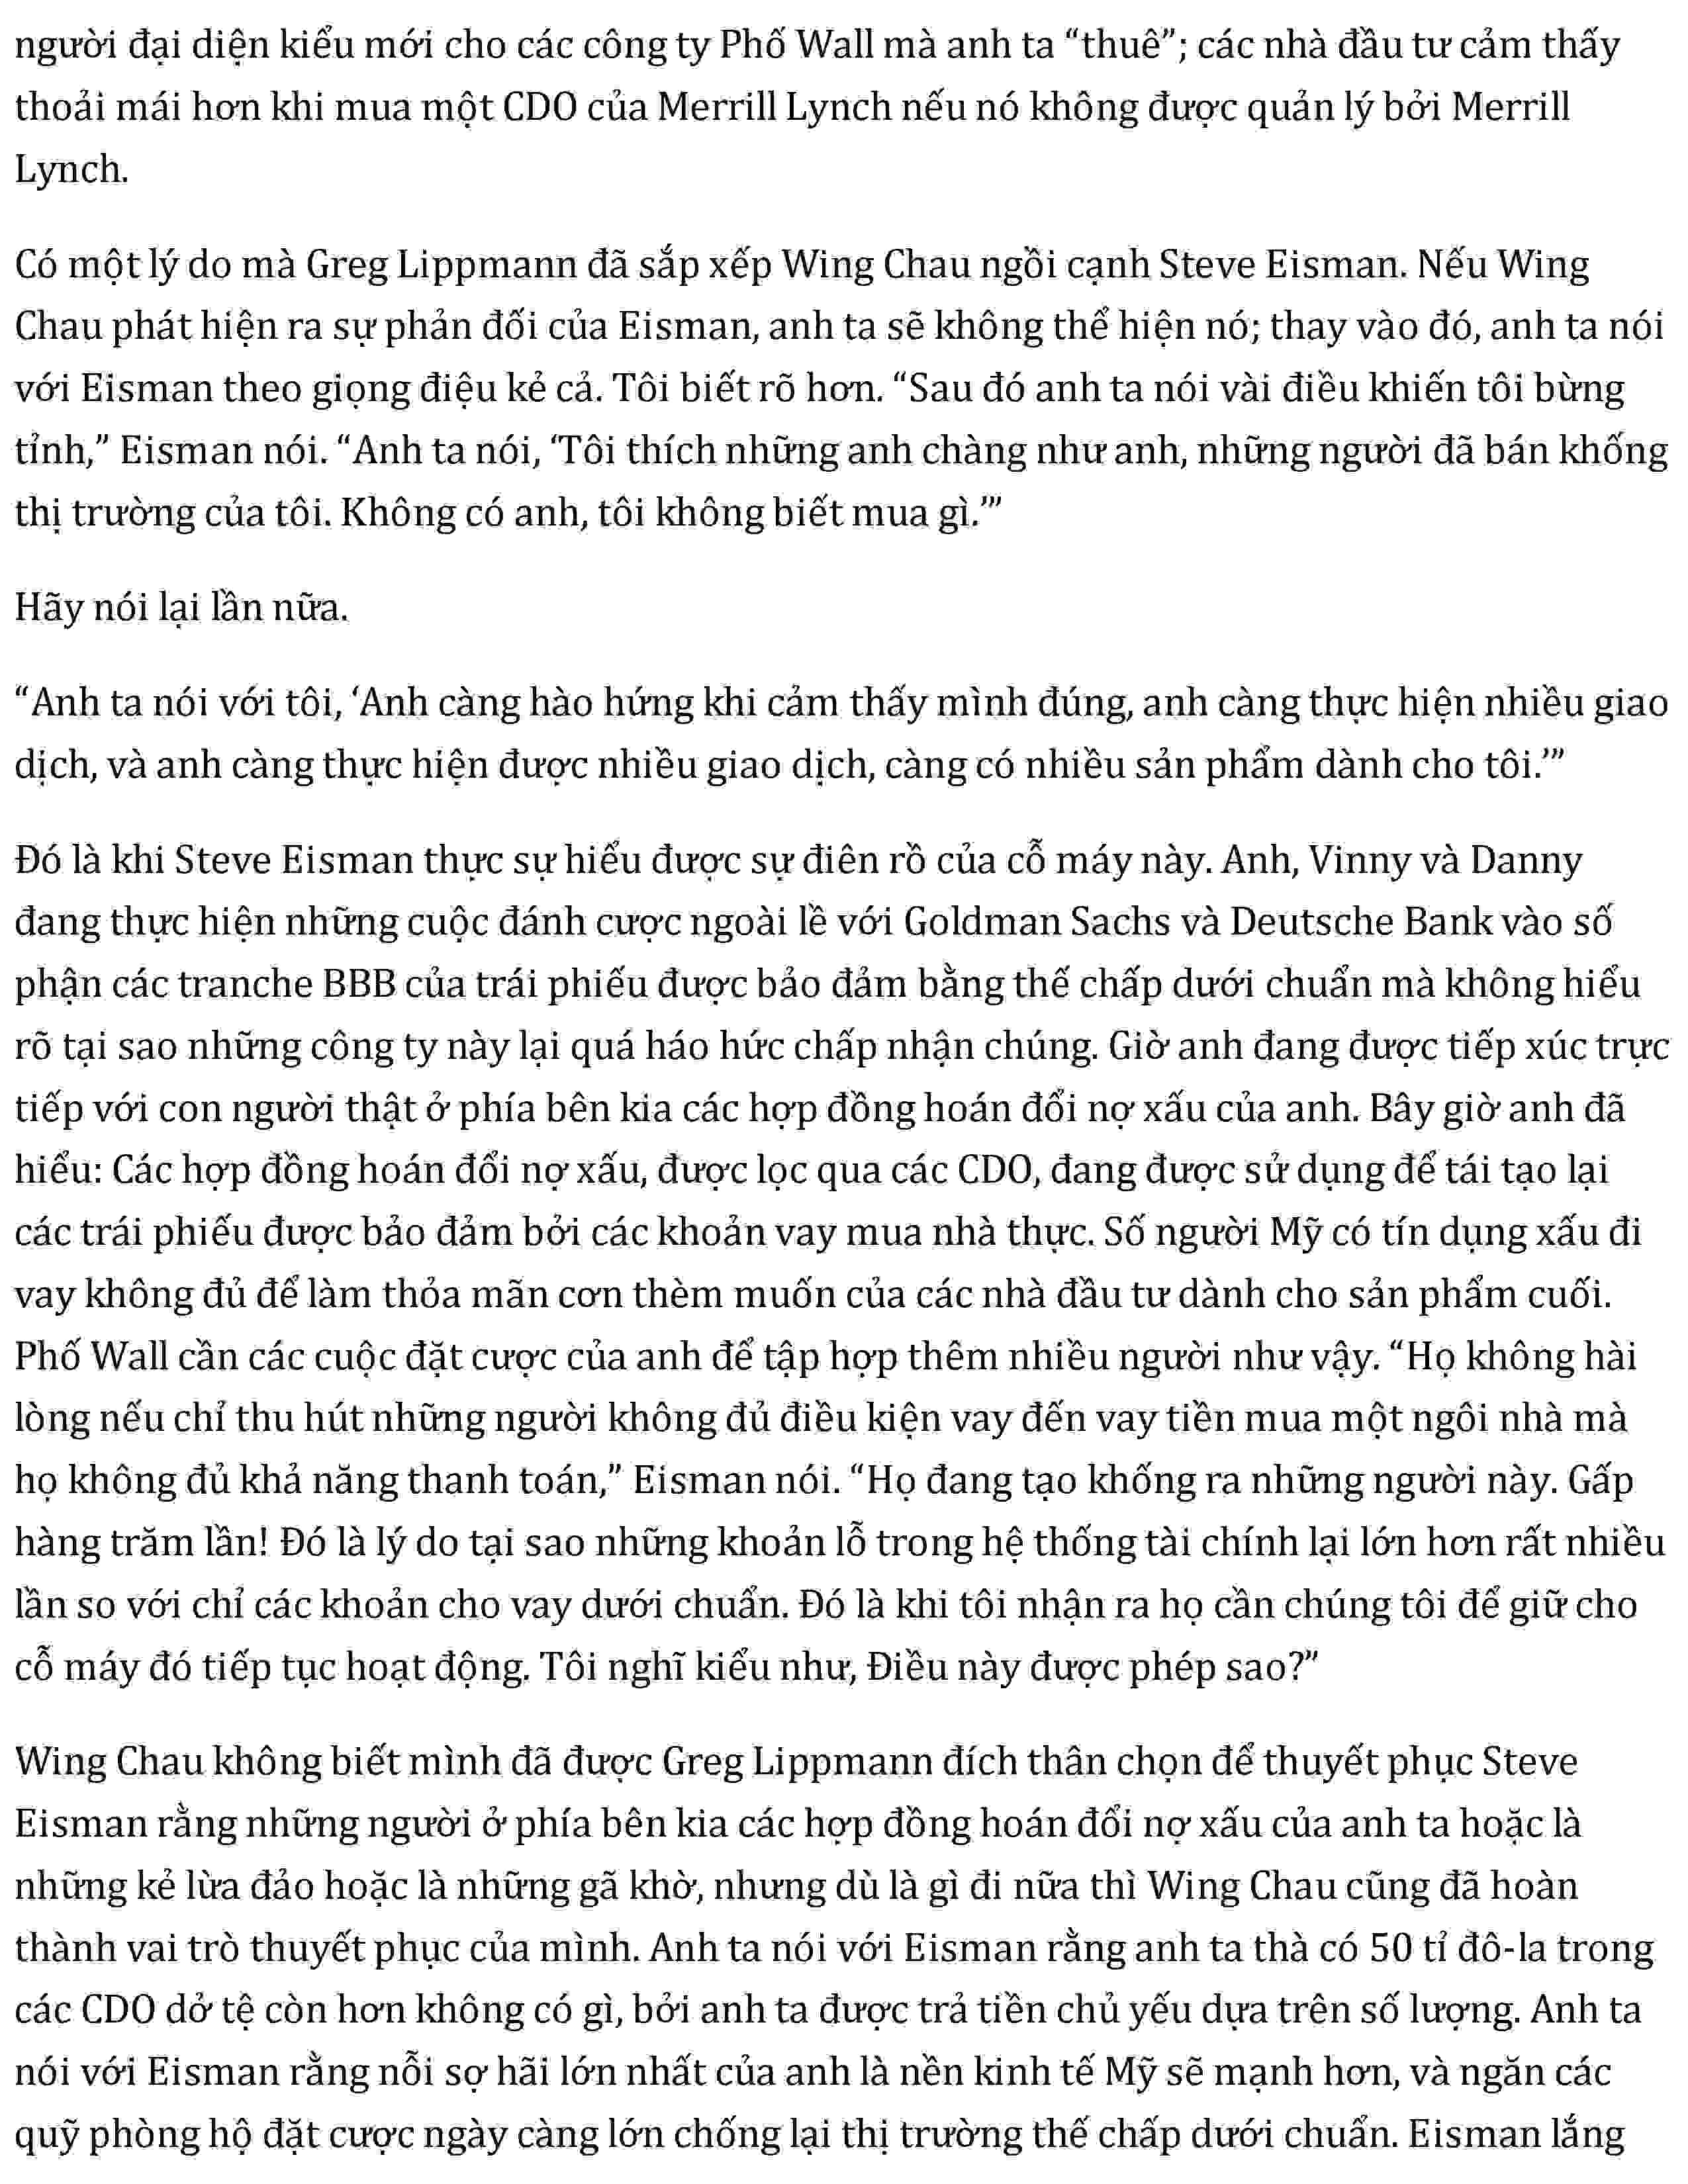 người đại diện kiểu mới cho các công ty Phố Wall mà anh ta “thuê”; các nhà đầu tư cảm thấy
thoải mái hơn khi mua một CDO của Merrill Lynch nếu nó không được quản lý bởi Merrill
Lynch.
Có một lý do mà Greg Lippmann đã sắp xếp Wing Chau ngồi cạnh Steve Eisman. Nếu Wing
Chau phát hiện ra sự phản đối của Eisman, anh ta sẽ không thể hiện nó; thay vào đó, anh ta nói
với Eisman theo giọng điệu kẻ cả. Tôi biết rõ hơn. “Sau đó anh ta nói vài điều khiến tôi bừng
tỉnh,” Eisman nói. “Anh ta nói, ‘Tôi thích những anh chàng như anh, những người đã bán khống
thị trường của tôi. Không có anh, tôi không biết mua gì.’”
Hãy nói lại lần nữa.
“Anh ta nói với tôi, ‘Anh càng hào hứng khi cảm thấy mình đúng, anh càng thực hiện nhiều giao
dịch, và anh càng thực hiện được nhiều giao dịch, càng có nhiều sản phẩm dành cho tôi.’”
Đó là khi Steve Eisman thực sự hiểu được sự điên rồ của cỗ máy này. Anh, Vinny và Danny
đang thực hiện những cuộc đánh cược ngoài lề với Goldman Sachs và Deutsche Bank vào số
phận các tranche BBB của trái phiếu được bảo đảm bằng thế chấp dưới chuẩn mà không hiểu
rõ tại sao những công ty này lại quá háo hức chấp nhận chúng. Giờ anh đang được tiếp xúc trực
tiếp với con người thật ở phía bên kia các hợp đồng hoán đổi nợ xấu của anh. Bây giờ anh đã
hiểu: Các hợp đồng hoán đổi nợ xấu, được lọc qua các CDO, đang được sử dụng để tái tạo lại
các trái phiếu được bảo đảm bởi các khoản vay mua nhà thực. Số người Mỹ có tín dụng xấu đi
vay không đủ để làm thỏa mãn cơn thèm muốn của các nhà đầu tư dành cho sản phẩm cuối.
Phố Wall cần các cuộc đặt cược của anh để tập hợp thêm nhiều người như vậy. “Họ không hài
lòng nếu chỉ thu hút những người không đủ điều kiện vay đến vay tiền mua một ngôi nhà mà
họ không đủ khả năng thanh toán,” Eisman nói. “Họ đang tạo khống ra những người này. Gấp
hàng trăm lần! Đó là lý do tại sao những khoản lỗ trong hệ thống tài chính lại lớn hơn rất nhiều
lần so với chỉ các khoản cho vay dưới chuẩn. Đó là khi tôi nhận ra họ cần chúng tôi để giữ cho
cỗ máy đó tiếp tục hoạt động. Tôi nghĩ kiểu như, Điều này được phép sao?”
Wing Chau không biết mình đã được Greg Lippmann đích thân chọn để thuyết phục Steve
Eisman rằng những người ở phía bên kia các hợp đồng hoán đổi nợ xấu của anh ta hoặc là
những kẻ lừa đảo hoặc là những gã khờ, nhưng dù là gì đi nữa thì Wing Chau cũng đã hoàn
thành vai trò thuyết phục của mình. Anh ta nói với Eisman rằng anh ta thà có 50 tỉ đô-la trong
các CDO dở tệ còn hơn không có gì, bởi anh ta được trả tiền chủ yếu dựa trên số lượng. Anh ta
nói với Eisman rằng nỗi sợ hãi lớn nhất của anh là nền kinh tế Mỹ sẽ mạnh hơn, và ngăn các
quỹ phòng hộ đặt cược ngày càng lớn chống lại thị trường thế chấp dưới chuẩn. Eisman lắng